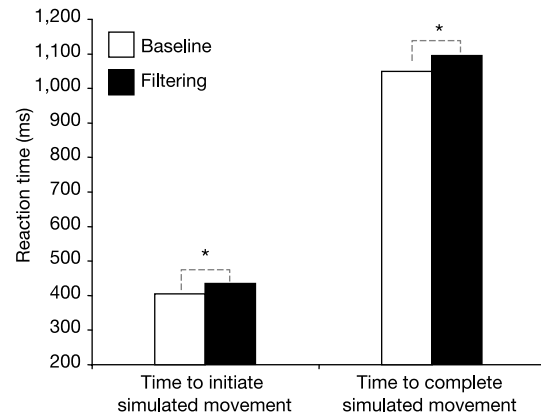 1,200
1,100
1,000
900
800
700
600
500
400
300
200
Reaction time (ms)
Baseline
Filtering
*
*
Time to initiate
simulated movement
Time to complete
simulated movement